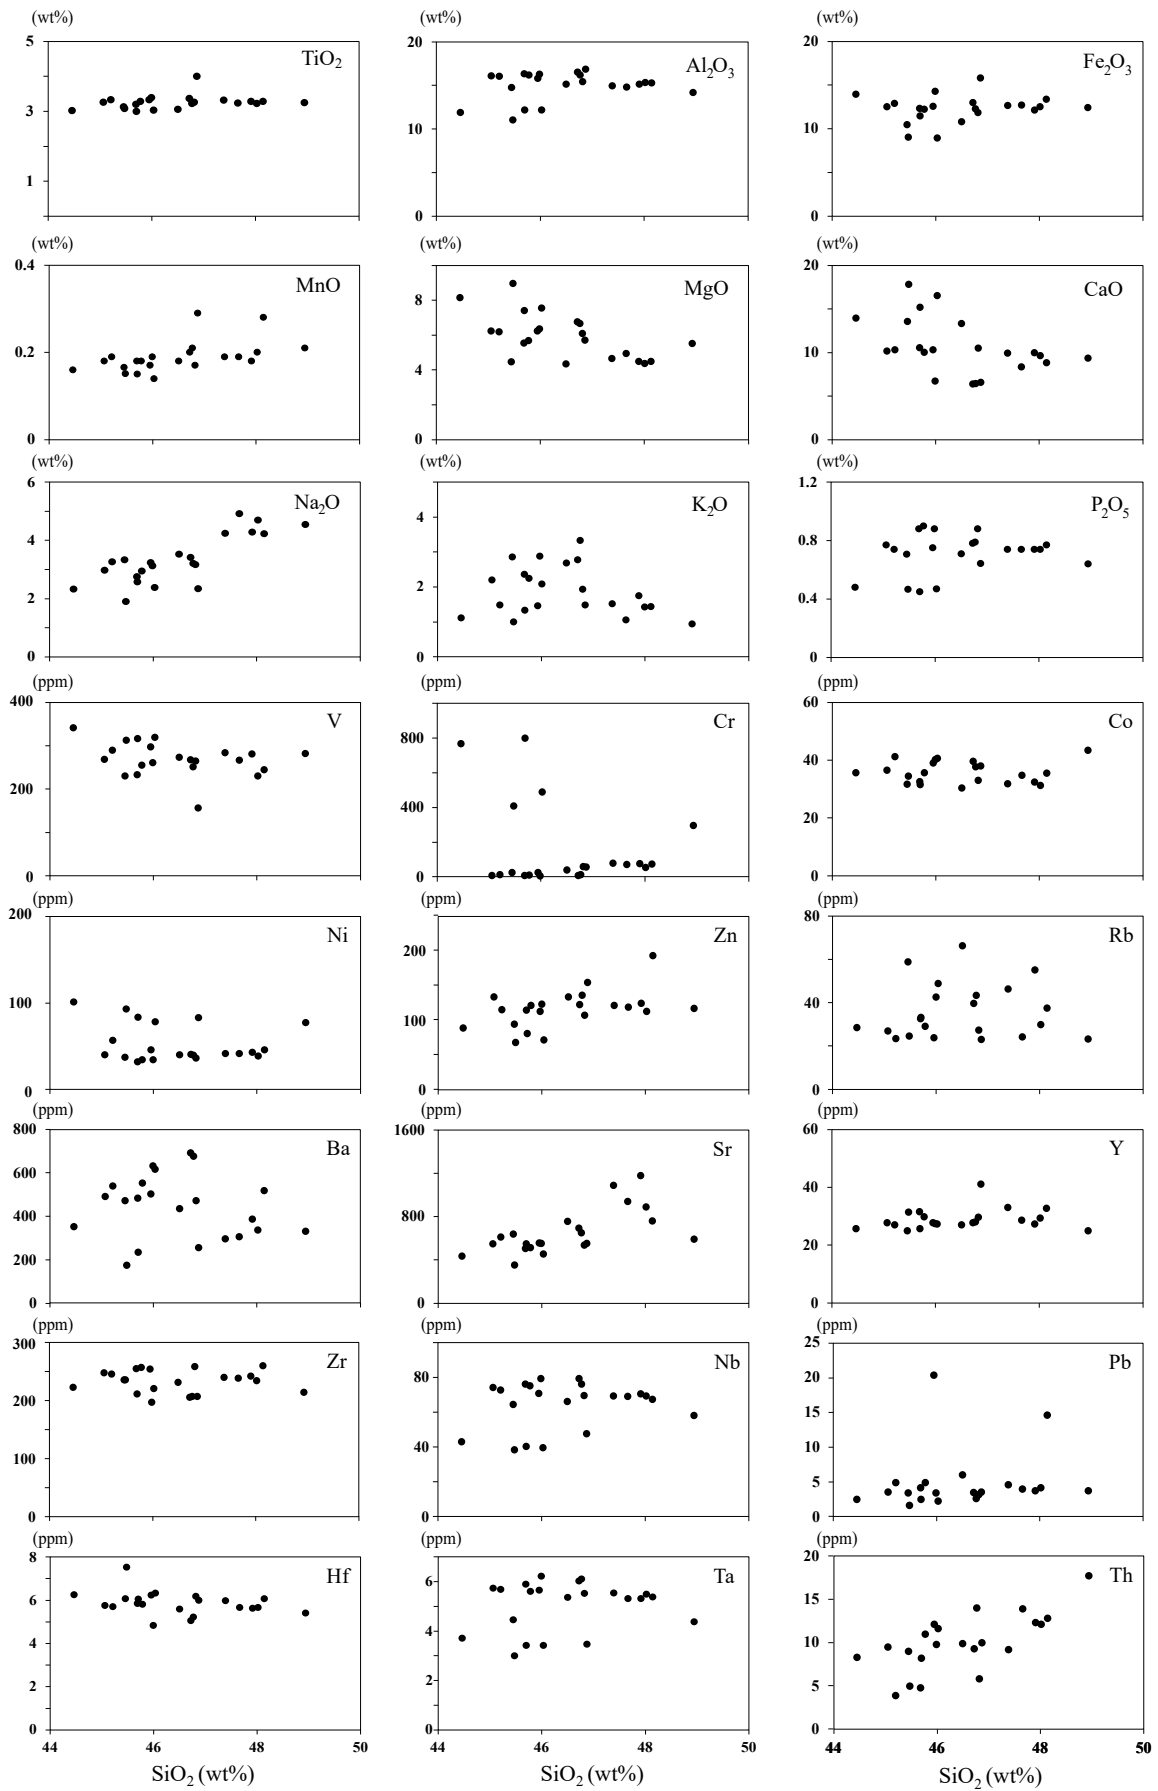 (wt%) (wt%) (wt%)
5 20 20
TiO2 Al2O3 Fe2O3
3 10 10
1
0 0
(wt%) (wt%) (wt%)
0.4 20
MnO MgO CaO
8
0.2 4 10
0 0 0
(wt%) (wt%) (wt%)
6 1.2
Na2O K2O P2O5
4 4 0.8
2 2 0.4
0 0 0
(ppm) (ppm) (ppm)
400 60
V Cr Co
800 40
200 400 20
0 0 0
(ppm) (ppm) (ppm)
200 80
Ni Zn Rb
200
100 100 40
0 0 0
(ppm) (ppm) (ppm)
800 1600 60
Ba Sr Y
600 40
400 800
200 20
0 0 0
(ppm) (ppm) (ppm)
300 25
Zr Nb Pb
80 20
200 15
100 40 10
5
0 0 0
(ppm) (ppm) (ppm)
8 20
Hf Ta Th
6 6 15
4 4 10
2 2 5
0 0 0
44 46 48 50 44 46 48 50 44 46 48 50
SiO2 (wt%) SiO2 (wt%) SiO2 (wt%)